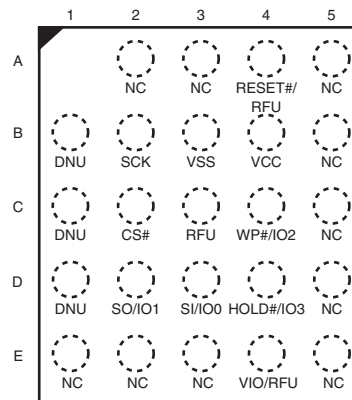 1 2 3 4 5
A
NC NC RESET#/ NC
RFU
B
DNU SCK VSS VCC NC
C
DNU CS# RFU WP#/IO2 NC
D
DNU SO/IO1 SI/IO0 HOLD#/IO3 NC
E
NC NC NC VIO/RFU NC